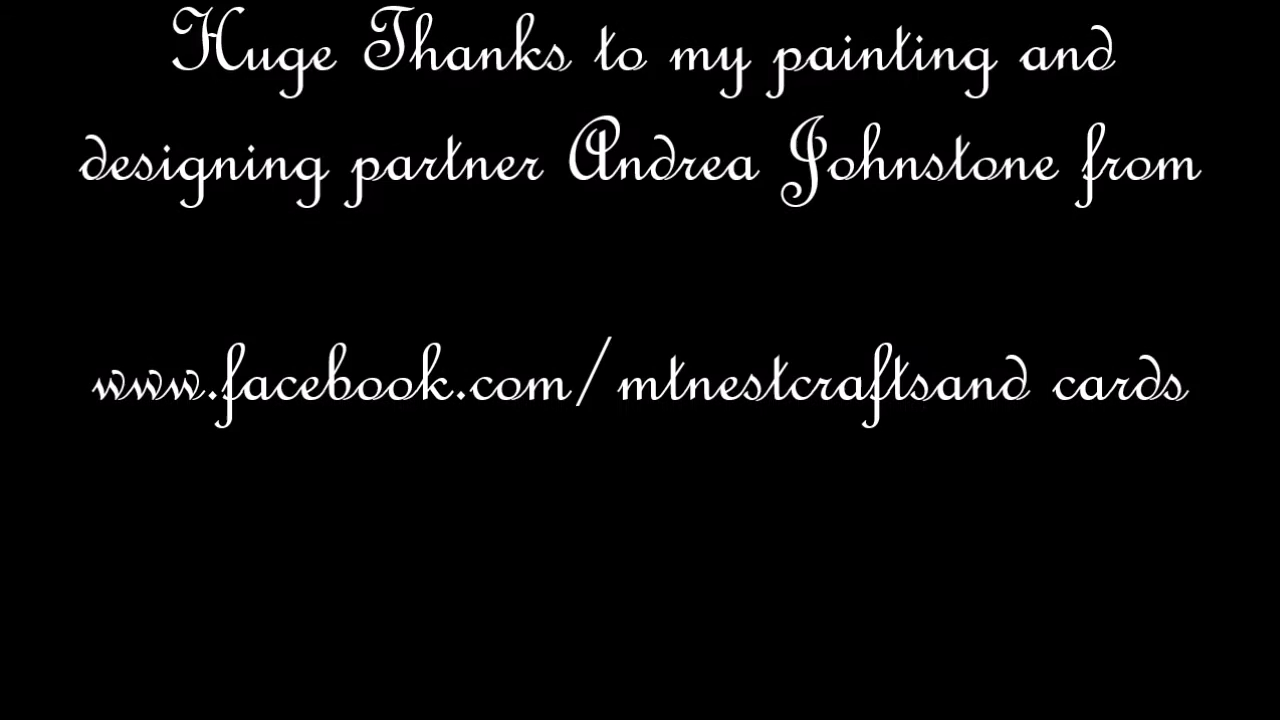 Huge Thanks to my painting and
designing partner Andrea Johnstone from
www.facebook.com/mtnestcraftsand cards